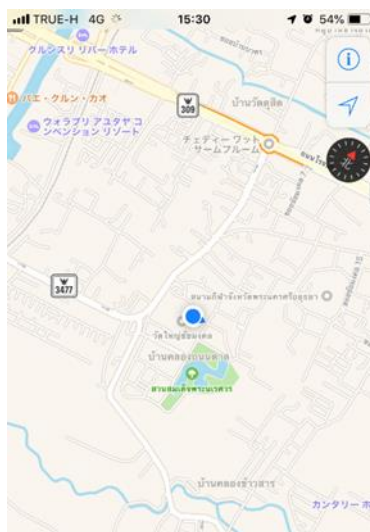 TRUE-H 4G 15:30 54%
クルンスリ リバー ホテル
309
บ้านวัดดุสิต
バエ・クルン・カオ
ウォラブリ アユタヤ コ
ンベンション リゾート
チェディー ワット
サームプルーム
北
3477
สนามกีฬาจังหวัดพระนครศรีอยุธยา
วัดใหญ่ชัยมงคล
บ้านคลองถนนตาล
สวนสมเด็จพระนเรศวร
บ้านคลองข้าวสาร
カンタリー ホ